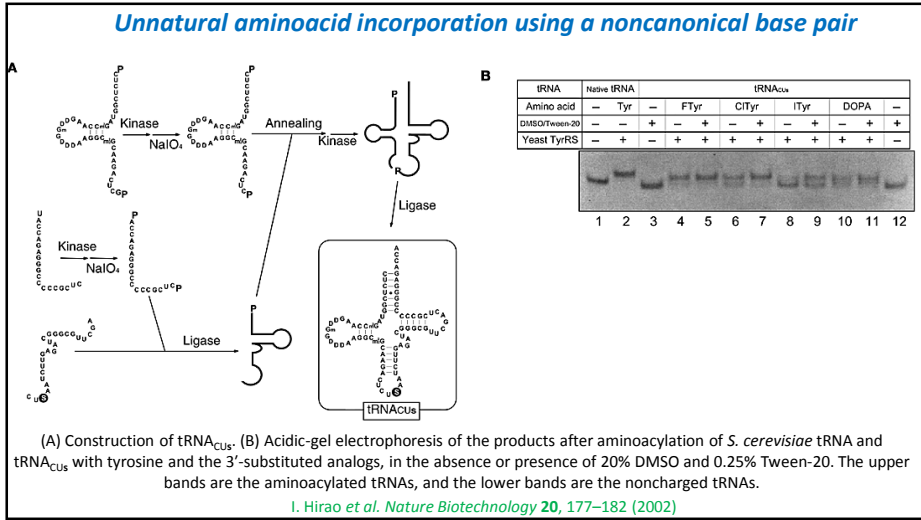 Unnatural aminoacid incorporation using a noncanonical base pair
A
Kinase
NaIO₄
Annealing
Kinase
Ligase
Kinase
NaIO₄
Ligase
tRNACUs
B
tRNA Native tRNA tRNACUs
Amino acid – Tyr – FTyr ClTyr ITyr DOPA –
DMSO/Tween-20 – – + – + – + – + – + +
Yeast TyrRS – + – + + + + + + + + –
1 2 3 4 5 6 7 8 9 10 11 12
(A) Construction of tRNACUs. (B) Acidic-gel electrophoresis of the products after aminoacylation of S. cerevisiae tRNA and
tRNACUs with tyrosine and the 3′-substituted analogs, in the absence or presence of 20% DMSO and 0.25% Tween-20. The upper
bands are the aminoacylated tRNAs, and the lower bands are the noncharged tRNAs.
I. Hirao et al. Nature Biotechnology 20, 177–182 (2002)